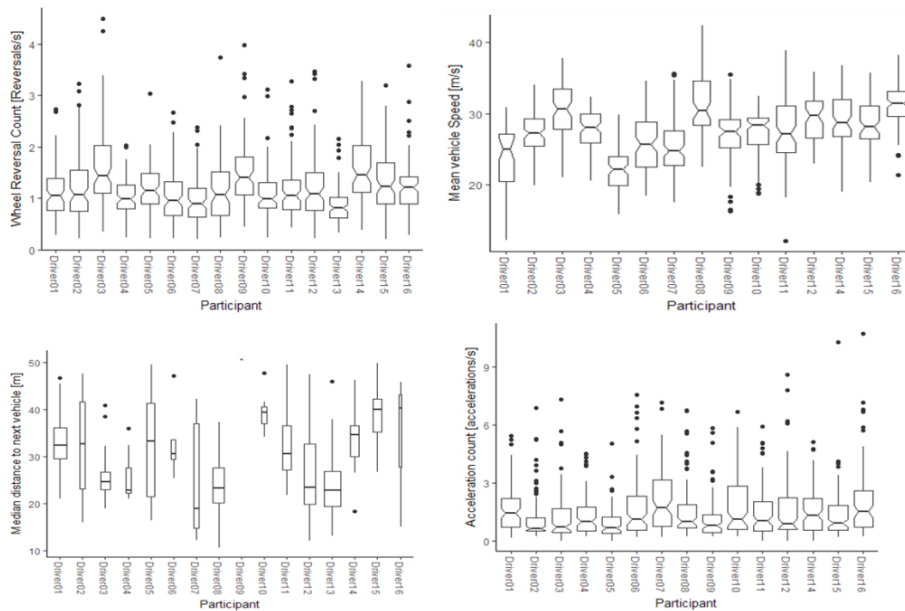 Wheel Reversal Count [Reversals/s]
4
3
2
1
0
Driver01 Driver02 Driver03 Driver04 Driver05 Driver06 Driver07 Driver08 Driver09 Driver10 Driver11 Driver12 Driver13 Driver14 Driver15 Driver16
Participant
Mean vehicle Speed [m/s]
40
30
20
Driver01 Driver02 Driver03 Driver04 Driver05 Driver06 Driver07 Driver08 Driver09 Driver10 Driver11 Driver12 Driver14 Driver15 Driver16
Participant
Median distance to next vehicle [m]
50
40
30
20
10
Driver01 Driver02 Driver03 Driver04 Driver05 Driver06 Driver07 Driver08 Driver09 Driver10 Driver11 Driver12 Driver13 Driver14 Driver15 Driver16
Participant
Acceleration count [accelerations/s]
9
6
3
0
Driver01 Driver02 Driver03 Driver04 Driver05 Driver06 Driver07 Driver08 Driver09 Driver10 Driver11 Driver12 Driver14 Driver15 Driver16
Participant